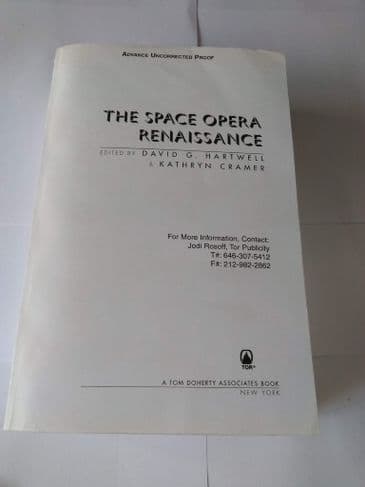 ADVANCE UNCORRECTED PROOF
THE SPACE OPERA
RENAISSANCE
EDITED BY DAVID G. HARTWELL
& KATHRYN CRAMER
For More Information, Contact:
Jodi Rosoff, Tor Publicity
T#: 646-307-5412
F#: 212-982-2862
TOR®
A TOM DOHERTY ASSOCIATES BOOK
NEW YORK